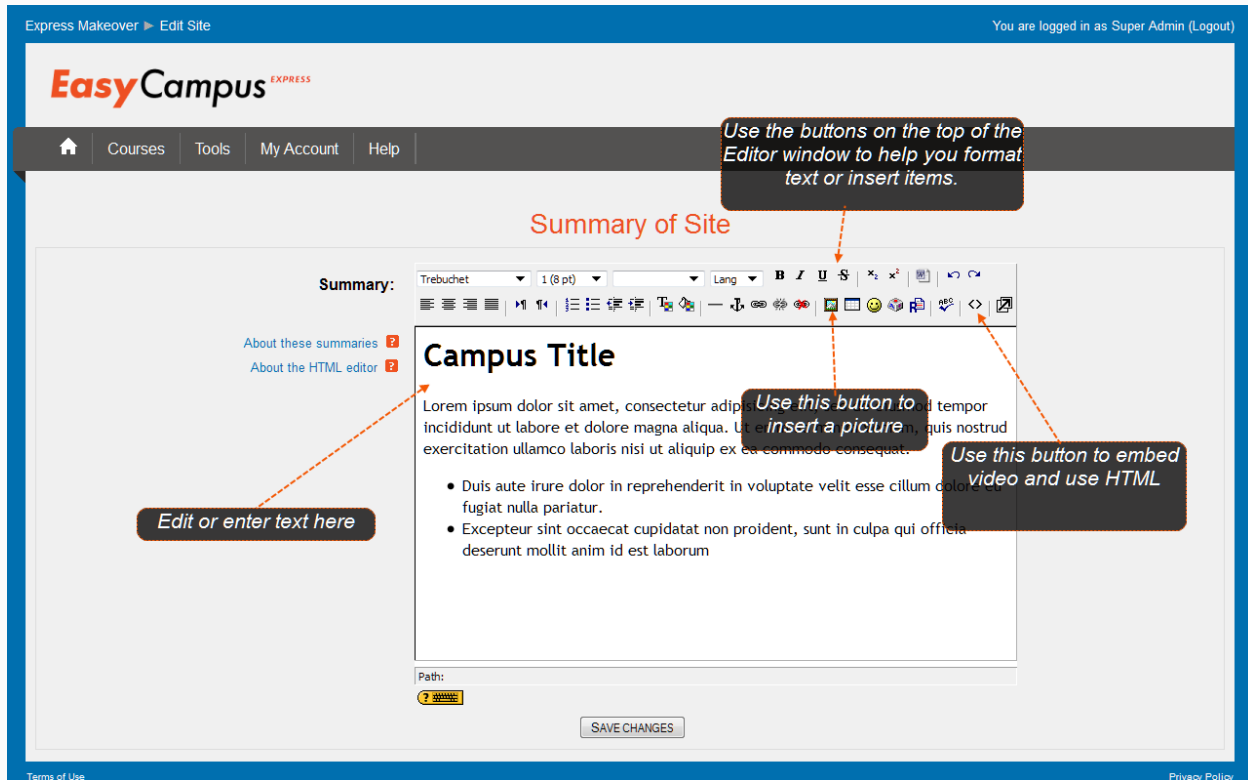 Express Makeover ► Edit Site
You are logged in as Super Admin (Logout)
EasyCampus EXPRESS
Courses Tools My Account Help
Use the buttons on the top of the
Editor window to help you format
text or insert items.
Summary of Site
Summary:
Trebuchet 1 (8 pt) Lang B I U S x₂ x²
ABC
About these summaries ?
About the HTML editor ?
Campus Title
Lorem ipsum dolor sit amet, consectetur tempor
incididunt ut labore et dolore magna aliqua. quis nostrud
exercitation ullamco laboris nisi ut aliquip ex ea commodo consequat.
Use this button to
insert a picture
Use this button to embed
video and use HTML
• Duis aute irure dolor in reprehenderit in voluptate velit esse cillum dolore eu
fugiat nulla pariatur.
• Excepteur sint occaecat cupidatat non proident, sunt in culpa qui officia
deserunt mollit anim id est laborum
Edit or enter text here
Path:
?
SAVE CHANGES
Terms of Use
Privacy Policy